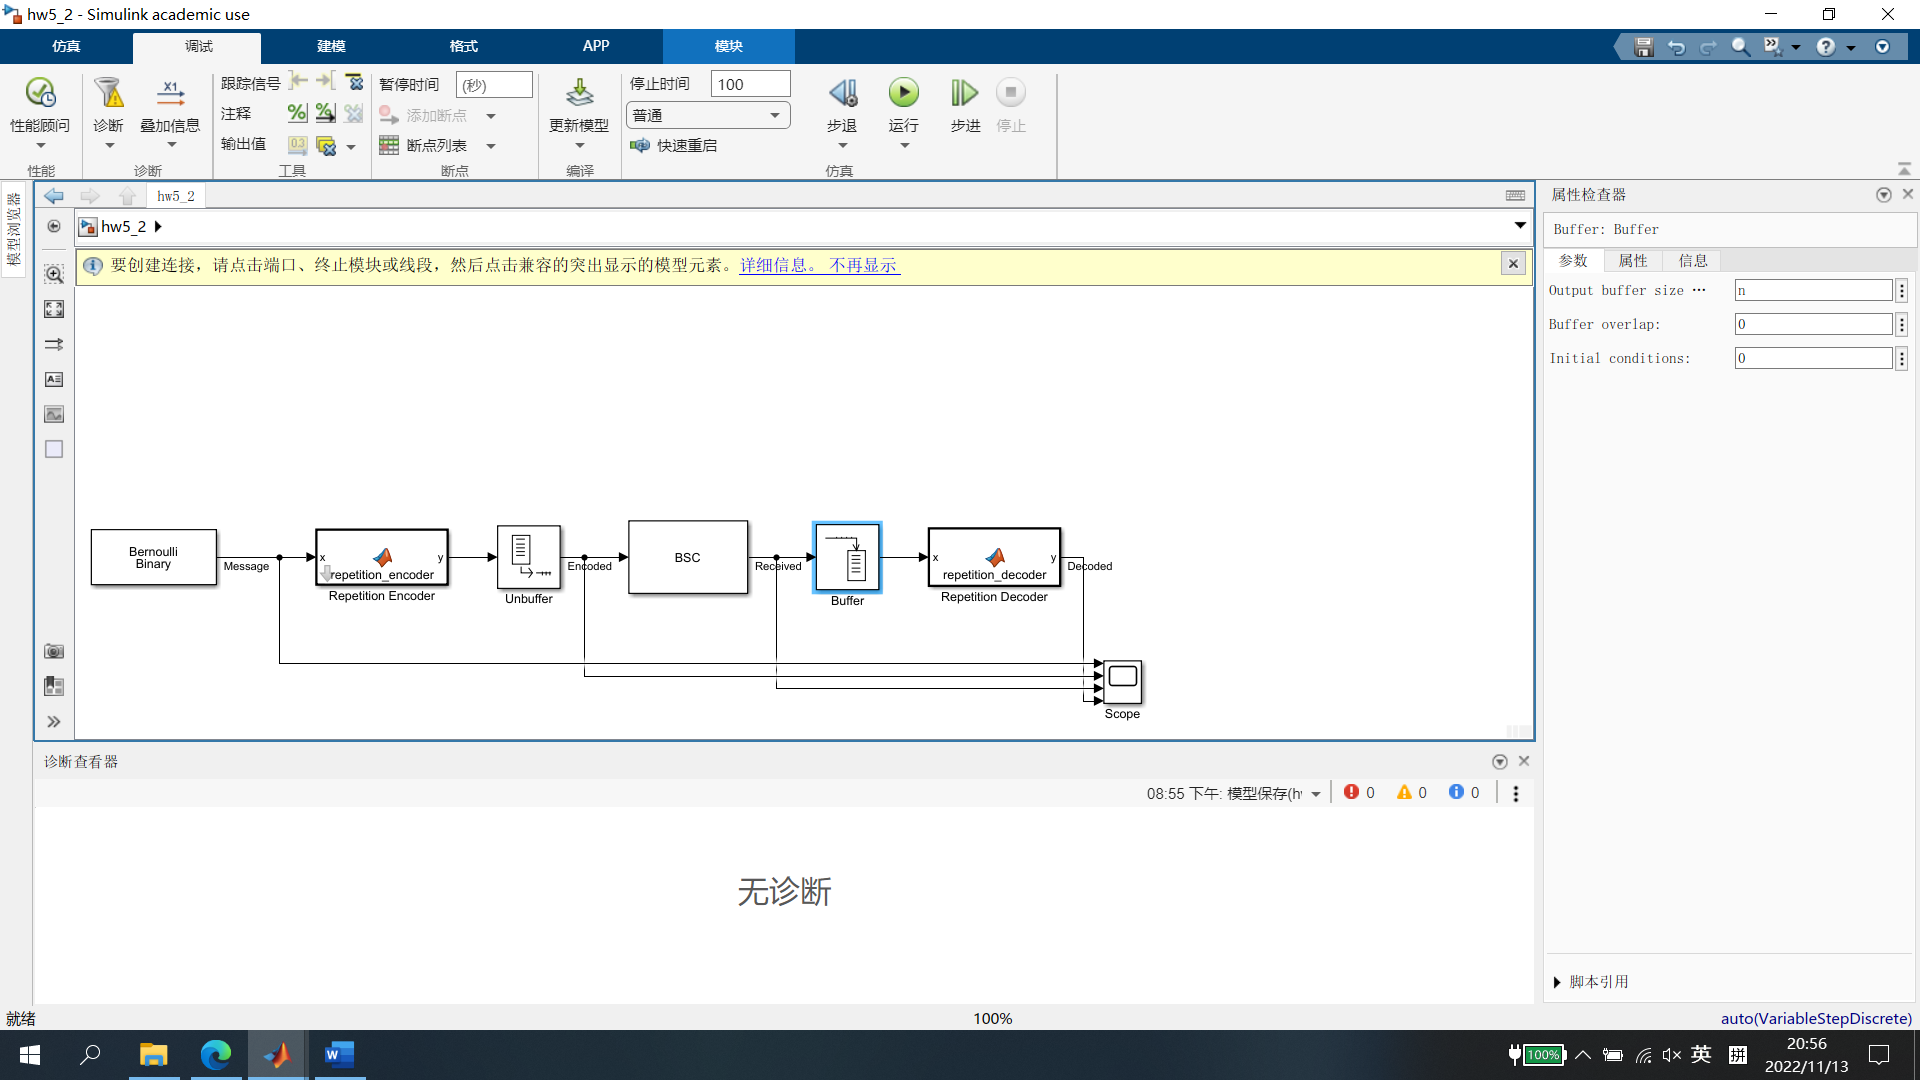 hw5_2 - Simulink academic use
仿真
调试
建模
格式
APP
模块
性能顾问
性能
诊断
叠加信息
诊断
跟踪信号
注释
输出值
工具
暂停时间
(秒)
添加断点
断点列表
断点
更新模型
编译
停止时间
100
普通
快速重启
步退
运行
步进
停止
仿真
模型浏览器
hw5_2
hw5_2
要创建连接，请点击端口、终止模块或线段，然后点击兼容的突出显示的模型元素。详细信息。 不再显示
Bernoulli
Binary
Message
x
y
repetition_encoder
Repetition Encoder
Unbuffer
Encoded
BSC
Received
Buffer
x
y
repetition_decoder
Repetition Decoder
Decoded
Scope
属性检查器
Buffer: Buffer
参数
属性
信息
Output buffer size …
n
Buffer overlap:
0
Initial conditions:
0
脚本引用
诊断查看器
08:55 下午: 模型保存(h
0
0
0
无诊断
就绪
100%
auto(VariableStepDiscrete)
100%
英
拼
20:56
2022/11/13